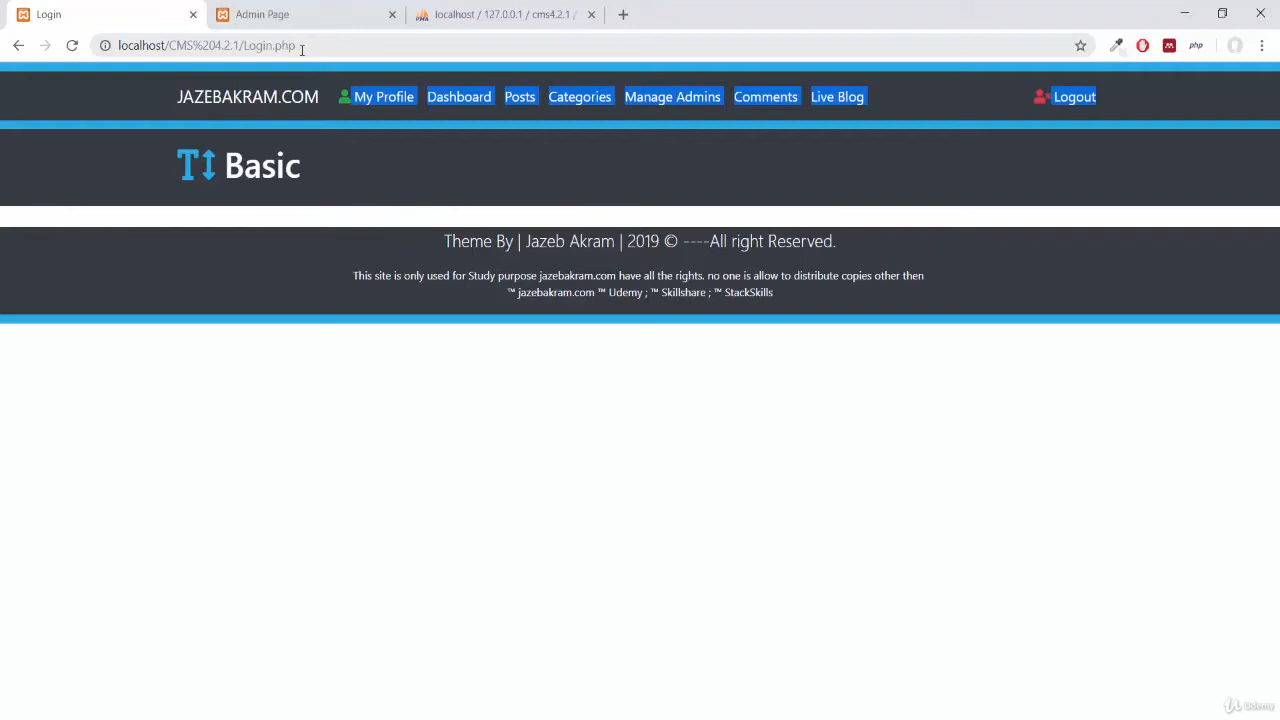 Login
Admin Page
localhost / 127.0.0.1 / cms4.2.1 /
localhost/CMS%204.2.1/Login.php
php
JAZEBAKRAM.COM My Profile Dashboard Posts Categories Manage Admins Comments Live Blog Logout
Basic
Theme By | Jazeb Akram | 2019 © ----All right Reserved.
This site is only used for Study purpose jazebakram.com have all the rights. no one is allow to distribute copies other then
™ jazebakram.com ™ Udemy ; ™ Skillshare ; ™ StackSkills
Udemy